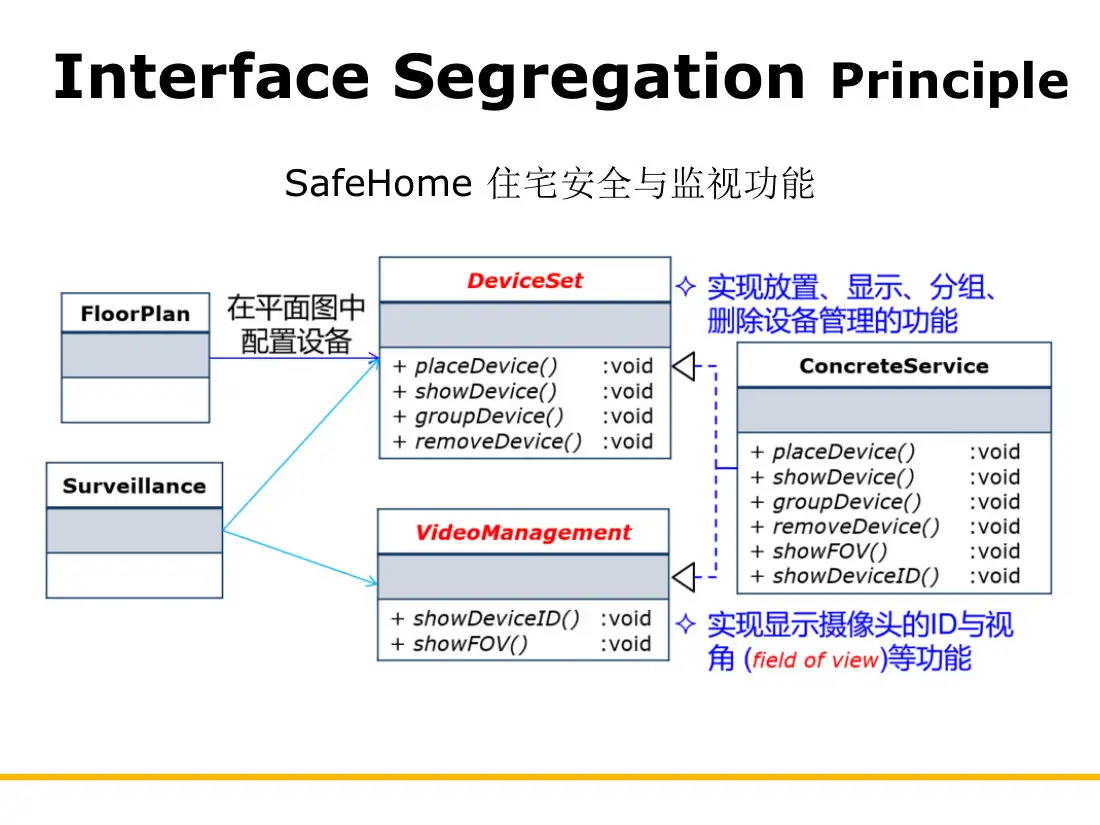 Interface Segregation Principle
SafeHome 住宅安全与监视功能
FloorPlan
在平面图中
配置设备
DeviceSet
+ placeDevice() :void
+ showDevice() :void
+ groupDevice() :void
+ removeDevice() :void
✧ 实现放置、显示、分组、
删除设备管理的功能
ConcreteService
+ placeDevice() :void
+ showDevice() :void
+ groupDevice() :void
+ removeDevice() :void
+ showFOV() :void
+ showDeviceID() :void
Surveillance
VideoManagement
+ showDeviceID() :void
+ showFOV() :void
✧ 实现显示摄像头的ID与视
角 (field of view)等功能